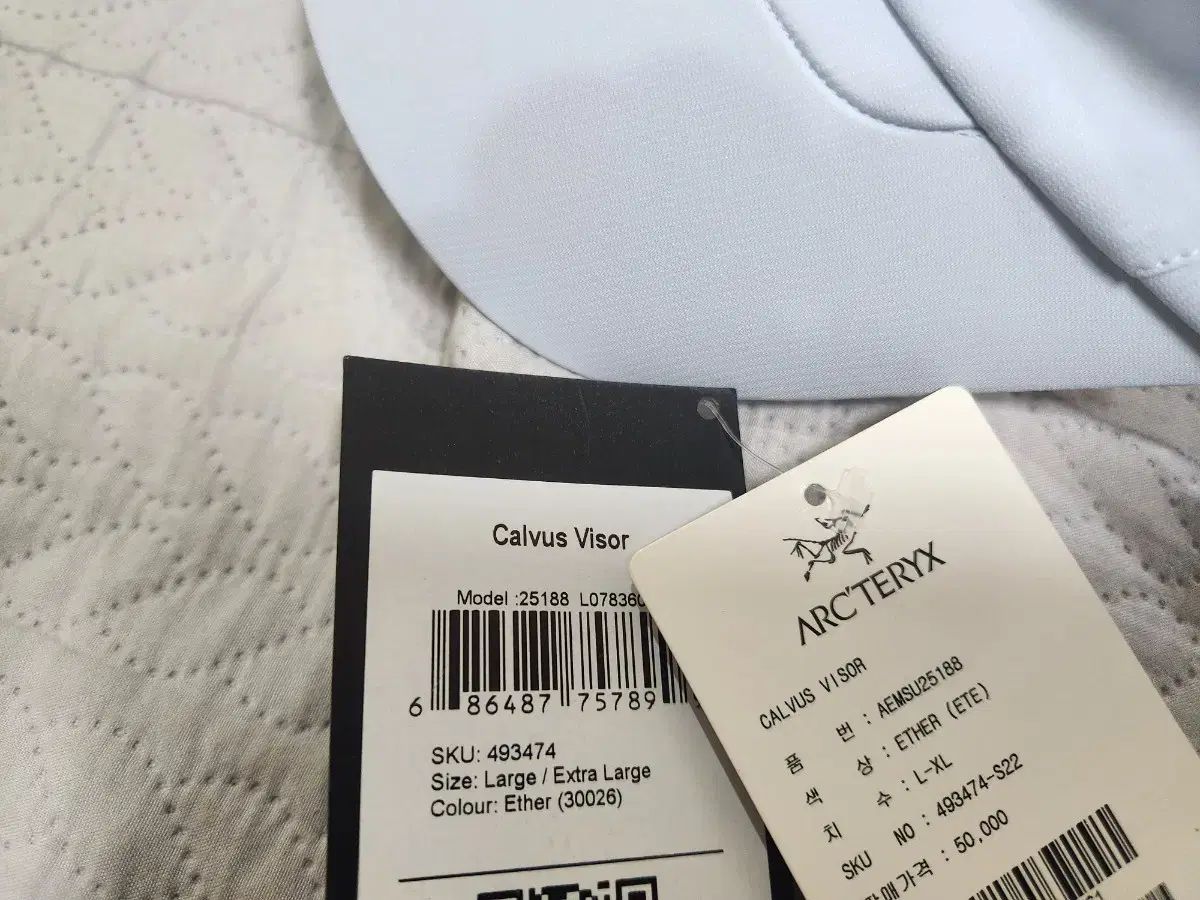 Calvus Visor
Model :25188 L07836
6 86487 75789
SKU: 493474
Size: Large / Extra Large
Colour: Ether (30026)
ARC'TERYX
CALVUS VISOR
품 번 : AEMSU25188
색 상 : ETHER (ETE)
치 수 : L-XL
SKU NO : 493474-S22
판매가격 : 50,000